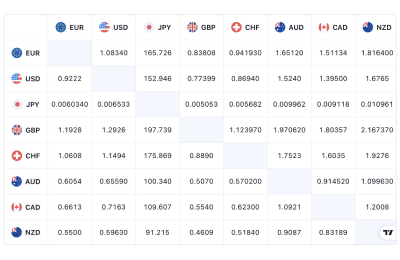 EUR USD JPY GBP CHF AUD CAD NZD
EUR 1.08340 165.726 0.83808 0.941930 1.65120 1.51134 1.816400
USD 0.9222 152.946 0.77399 0.86940 1.5240 1.39500 1.6765
JPY 0.0060340 0.006533 0.005053 0.005682 0.009962 0.009118 0.010961
GBP 1.1928 1.2926 197.739 1.123970 1.970620 1.80357 2.167370
CHF 1.0608 1.1494 175.869 0.8890 1.7523 1.6035 1.9276
AUD 0.6054 0.65590 100.340 0.5070 0.570200 0.914520 1.099630
CAD 0.6613 0.7163 109.607 0.5540 0.62300 1.0921 1.2008
NZD 0.5500 0.59630 91.215 0.4609 0.51840 0.9087 0.83189